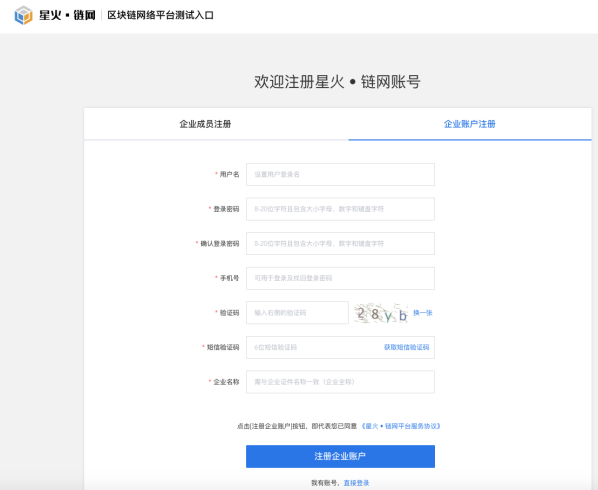 星火·链网 区块链网络平台测试入口
欢迎注册星火•链网账号
企业成员注册 企业账户注册
* 用户名 设置用户登录名
* 登录密码 8-20位字符且包含大小字母、数字和键盘字符
* 确认登录密码 8-20位字符且包含大小字母、数字和键盘字符
* 手机号 可用于登录及找回登录密码
* 验证码 输入右侧的验证码 28yb 换一张
* 短信验证码 6位短信验证码 获取短信验证码
* 企业名称 需与企业证件名称一致（企业全称）
点击[注册企业账户]按钮，即代表您已同意《星火•链网平台服务协议》
注册企业账户
我有账号，直接登录